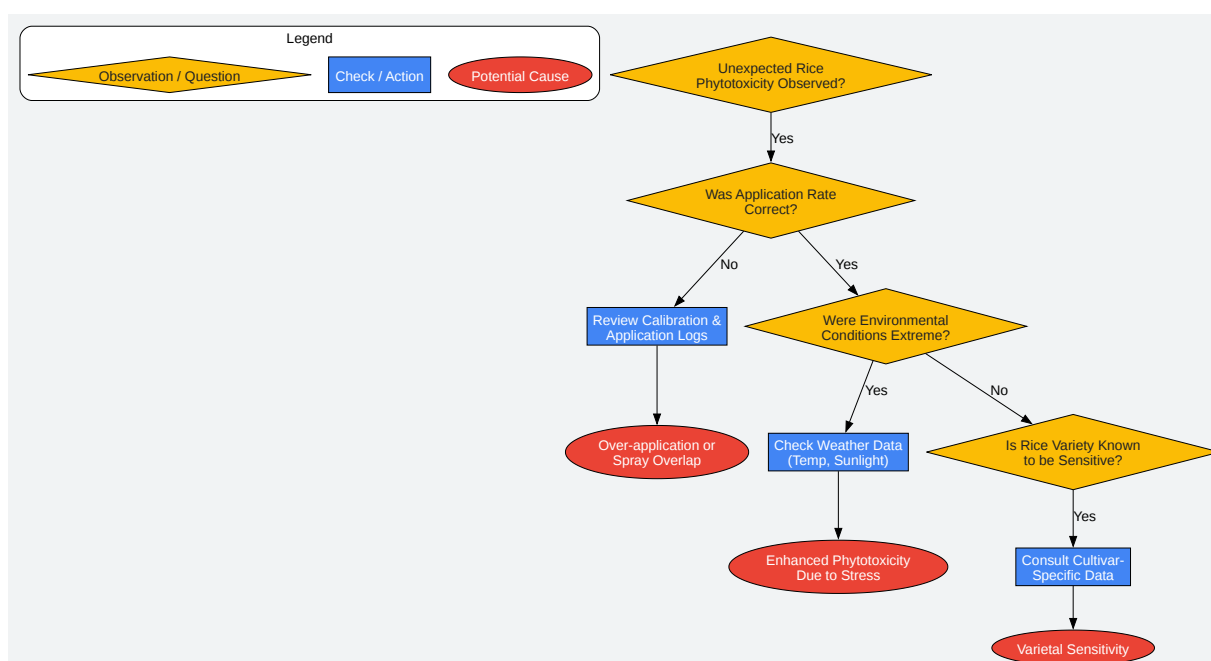 Legend
Observation / Question
Check / Action
Potential Cause
Unexpected Rice
Phytotoxicity Observed?
Yes
Was Application Rate
Correct?
No
Yes
Review Calibration &
Application Logs
Were Environmental
Conditions Extreme?
Yes
No
Over-application or
Spray Overlap
Check Weather Data
(Temp, Sunlight)
Is Rice Variety Known
to be Sensitive?
Yes
Enhanced Phytotoxicity
Due to Stress
Consult Cultivar-
Specific Data
Varietal Sensitivity